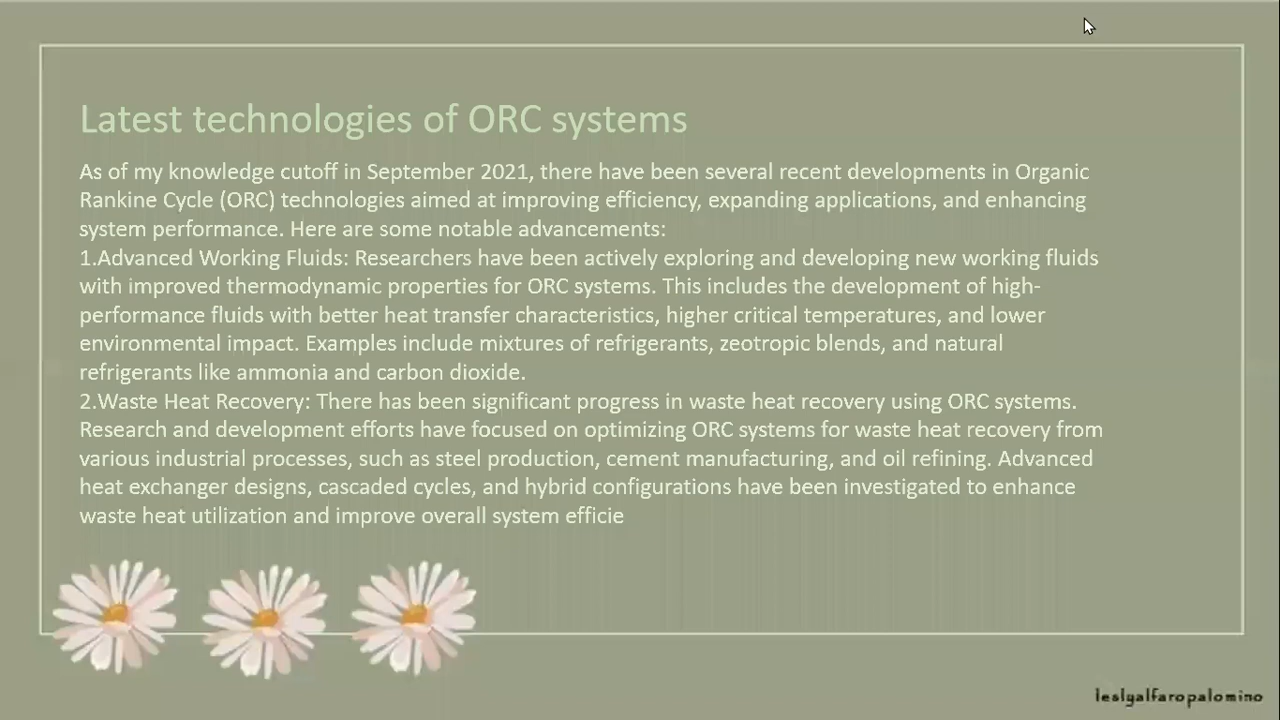 Latest technologies of ORC systems
As of my knowledge cutoff in September 2021, there have been several recent developments in Organic
Rankine Cycle (ORC) technologies aimed at improving efficiency, expanding applications, and enhancing
system performance. Here are some notable advancements:
1.Advanced Working Fluids: Researchers have been actively exploring and developing new working fluids
with improved thermodynamic properties for ORC systems. This includes the development of high-
performance fluids with better heat transfer characteristics, higher critical temperatures, and lower
environmental impact. Examples include mixtures of refrigerants, zeotropic blends, and natural
refrigerants like ammonia and carbon dioxide.
2.Waste Heat Recovery: There has been significant progress in waste heat recovery using ORC systems.
Research and development efforts have focused on optimizing ORC systems for waste heat recovery from
various industrial processes, such as steel production, cement manufacturing, and oil refining. Advanced
heat exchanger designs, cascaded cycles, and hybrid configurations have been investigated to enhance
waste heat utilization and improve overall system efficie
leslyalfaropalomino